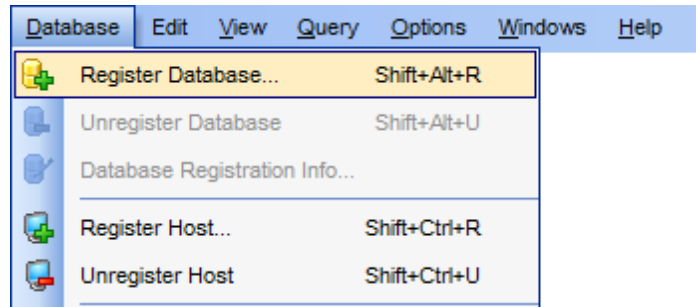 Database Edit View Query Options Windows Help
Register Database... Shift+Alt+R
Unregister Database Shift+Alt+U
Database Registration Info...
Register Host... Shift+Ctrl+R
Unregister Host Shift+Ctrl+U